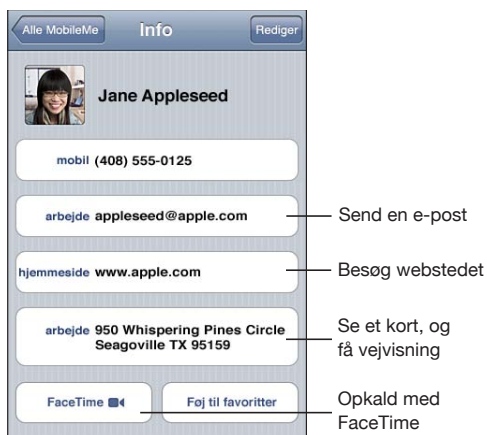 Alle MobileMe Info Rediger
Jane Appleseed
mobil (408) 555-0125
arbejde appleseed@apple.com
Send en e-post
hjemmeside www.apple.com
Besøg webstedet
arbejde 950 Whispering Pines Circle
Seagoville TX 95159
Se et kort, og
få vejvisning
FaceTime Føj til favoritter
Opkald med
FaceTime